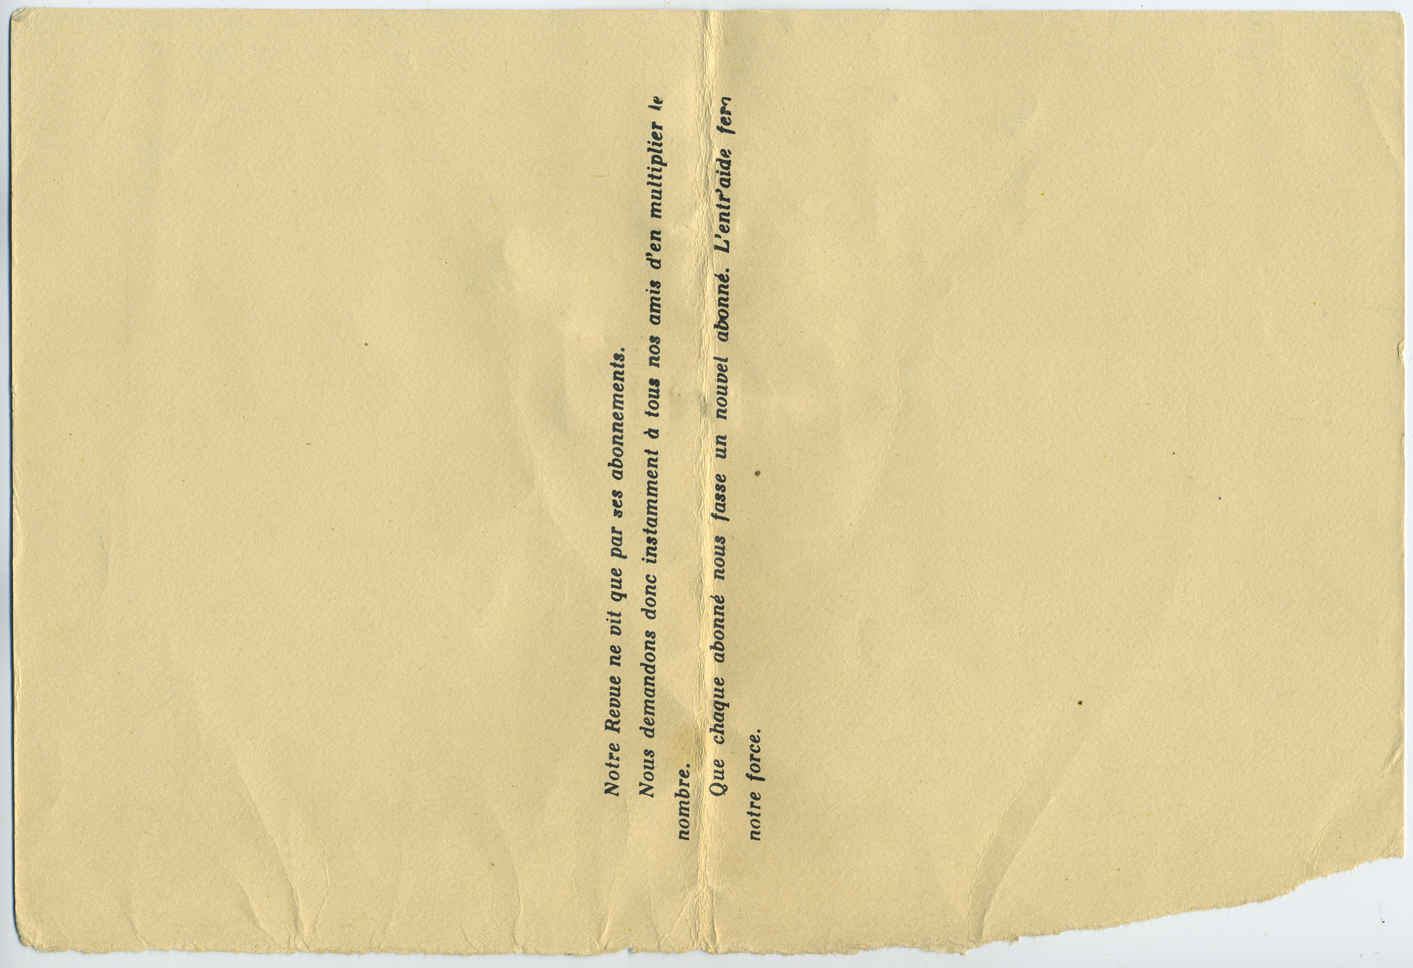 Notre Revue ne vit que par ses abonnements.
Nous demandons donc instamment à tous nos amis d'en multiplier le
nombre.
Que chaque abonné nous fasse un nouvel abonné. L'entr'aide
notre force.